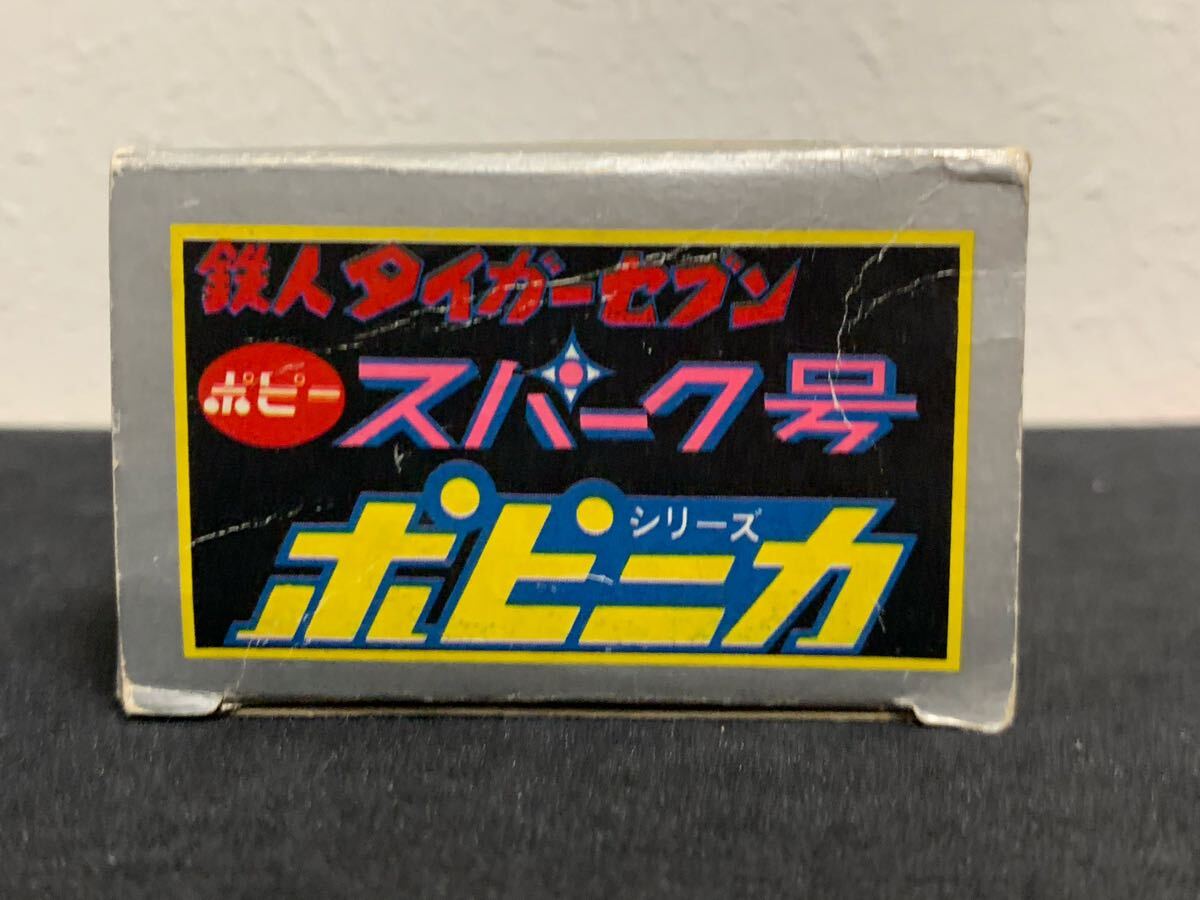 鉄人タイガーセブン
ポピー スパーク号
シリーズ
ポピニカ